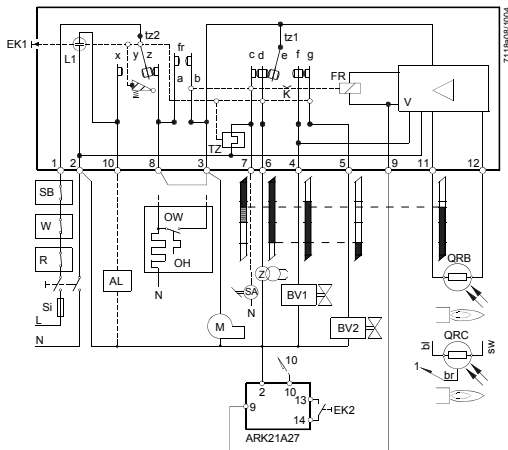 7118v08/1004
EK1
tz2
tz1
L1
x
y
z
fr
a
b
c
d
e
f
g
K
FR
V
TZ
1
2
10
8
3
7
6
4
5
9
11
12
SB
W
R
Si
L
N
AL
OW
OH
N
M
SA
N
Z
BV1
BV2
QRB
QRC
bl
sw
br
1
10
2
10
9
13
14
EK2
ARK21A27